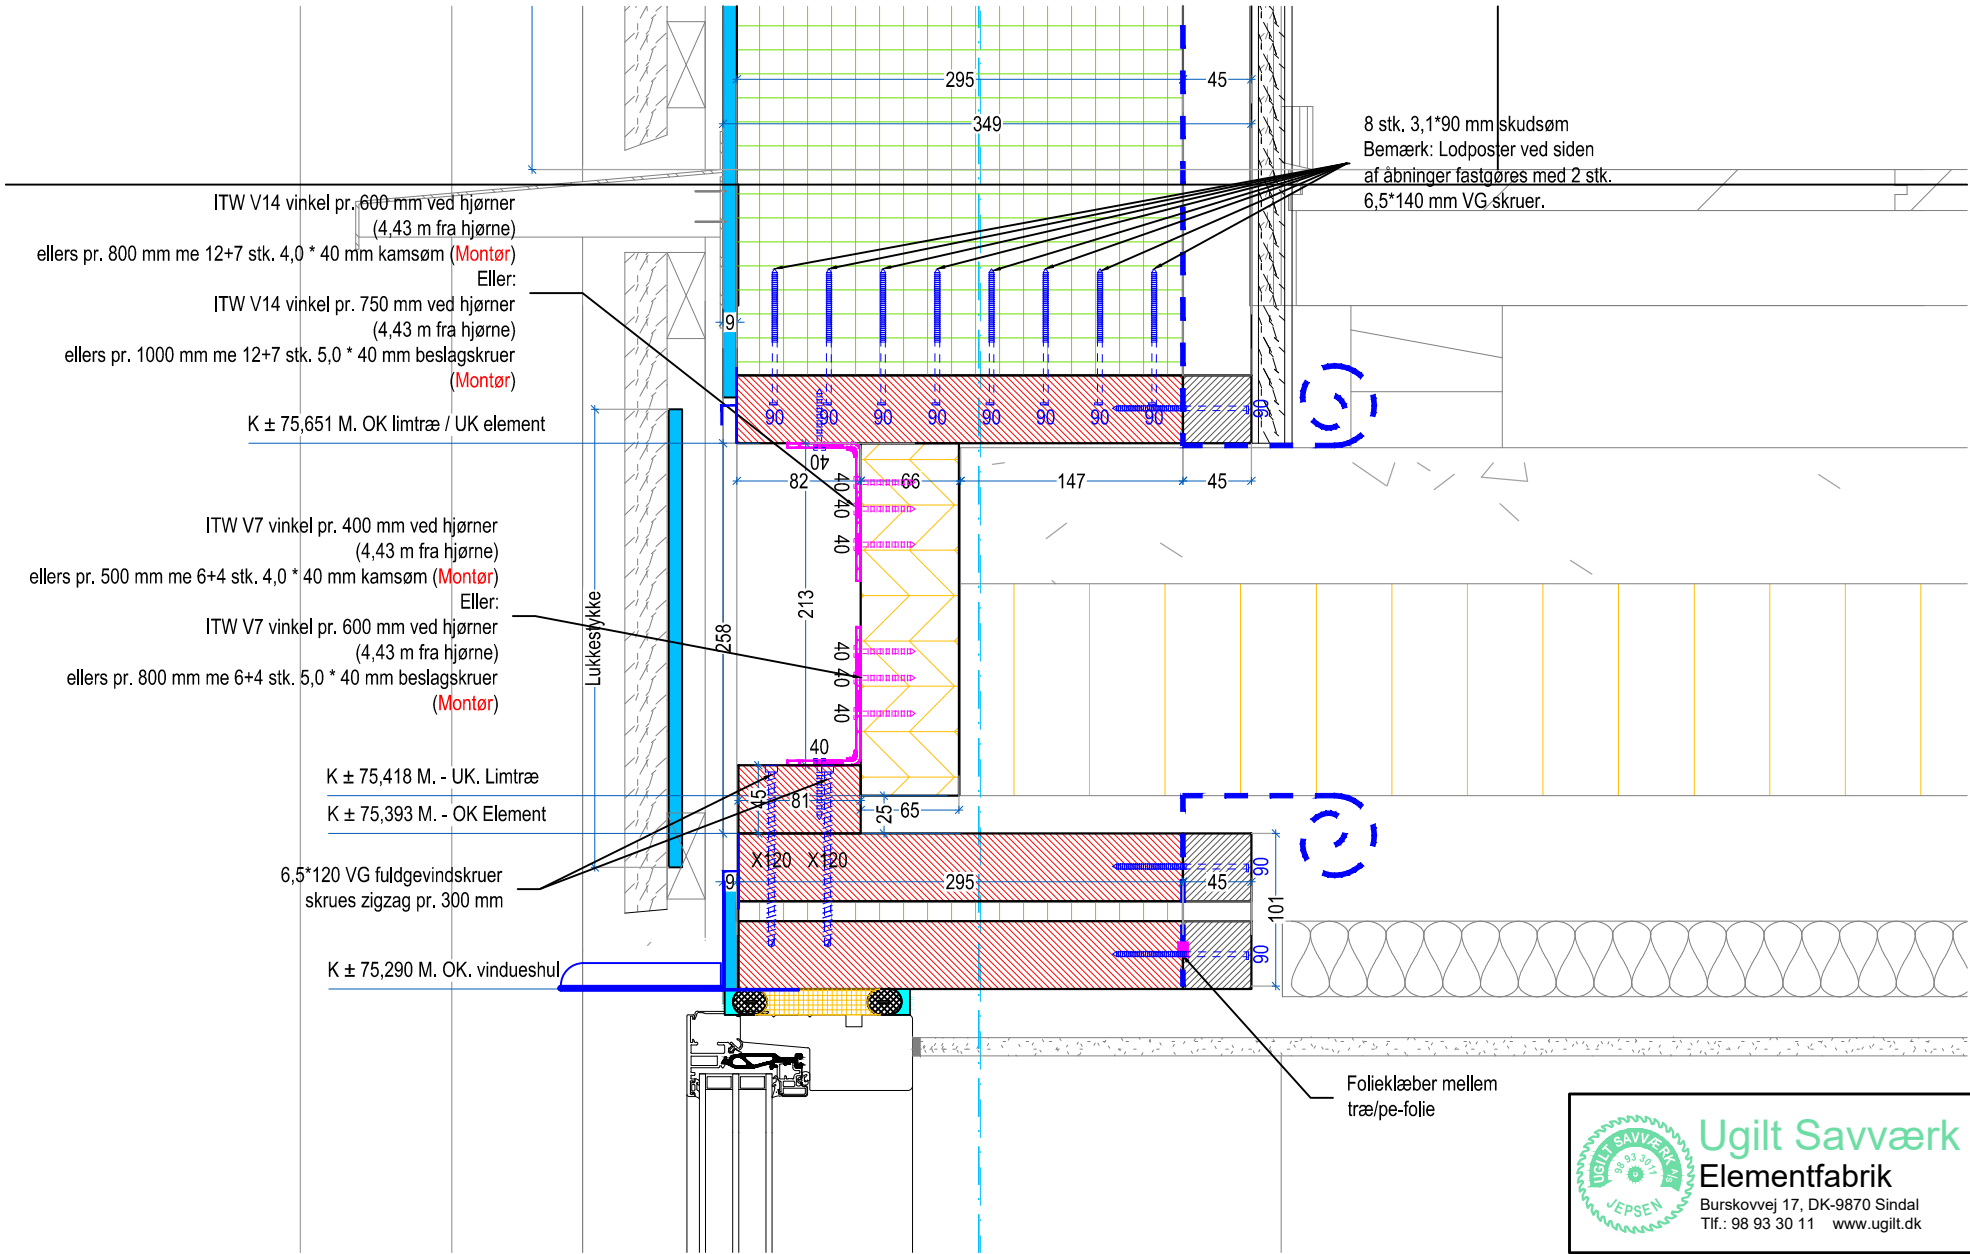 295
45
349
8 stk. 3,1*90 mm skudsøm
Bemærk: Lodposter ved siden
af åbninger fastgøres med 2 stk.
6,5*140 mm VG skruer.
ITW V14 vinkel pr. 600 mm ved hjørner
(4,43 m fra hjørne)
ellers pr. 800 mm me 12+7 stk. 4,0 * 40 mm kamsøm (Montør)
Eller:
ITW V14 vinkel pr. 750 mm ved hjørner
(4,43 m fra hjørne)
ellers pr. 1000 mm me 12+7 stk. 5,0 * 40 mm beslagskruer
(Montør)
9
90 90 90 90 90 90 90 90
90
K ± 75,651 M. OK limtræ / UK element
40
82
66
147
45
40
40
40
ITW V7 vinkel pr. 400 mm ved hjørner
(4,43 m fra hjørne)
ellers pr. 500 mm me 6+4 stk. 4,0 * 40 mm kamsøm (Montør)
Eller:
ITW V7 vinkel pr. 600 mm ved hjørner
(4,43 m fra hjørne)
ellers pr. 800 mm me 6+4 stk. 5,0 * 40 mm beslagskruer
(Montør)
Lukkestykke
258
213
40
40
40
40
K ± 75,418 M. - UK. Limtræ
K ± 75,393 M. - OK Element
45
81
25
65
6,5*120 VG fuldgevindskruer
skrues zigzag pr. 300 mm
X120 X120
9
295
45
90
101
90
K ± 75,290 M. OK. vindueshul
Folieklæber mellem
træ/pe-folie
UGILT SAVVÆRK A/S
98 93 3011
JEPSEN
Ugilt Savværk
Elementfabrik
Burskovvej 17, DK-9870 Sindal
Tlf.: 98 93 30 11 www.ugilt.dk